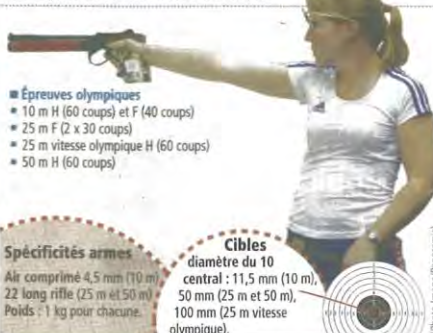 ■ Épreuves olympiques
■ 10 m H (60 coups) et F (40 coups)
■ 25 m F (2 x 30 coups)
■ 25 m vitesse olympique H (60 coups)
■ 50 m H (60 coups)
Spécificités armes
Air comprimé 4,5 mm (10 m)
22 long rifle (25 m et 50 m)
Poids : 1 kg pour chacune.
Cibles
diamètre du 10
central : 11,5 mm (10 m),
50 mm (25 m et 50 m),
100 mm (25 m vitesse
olympique).